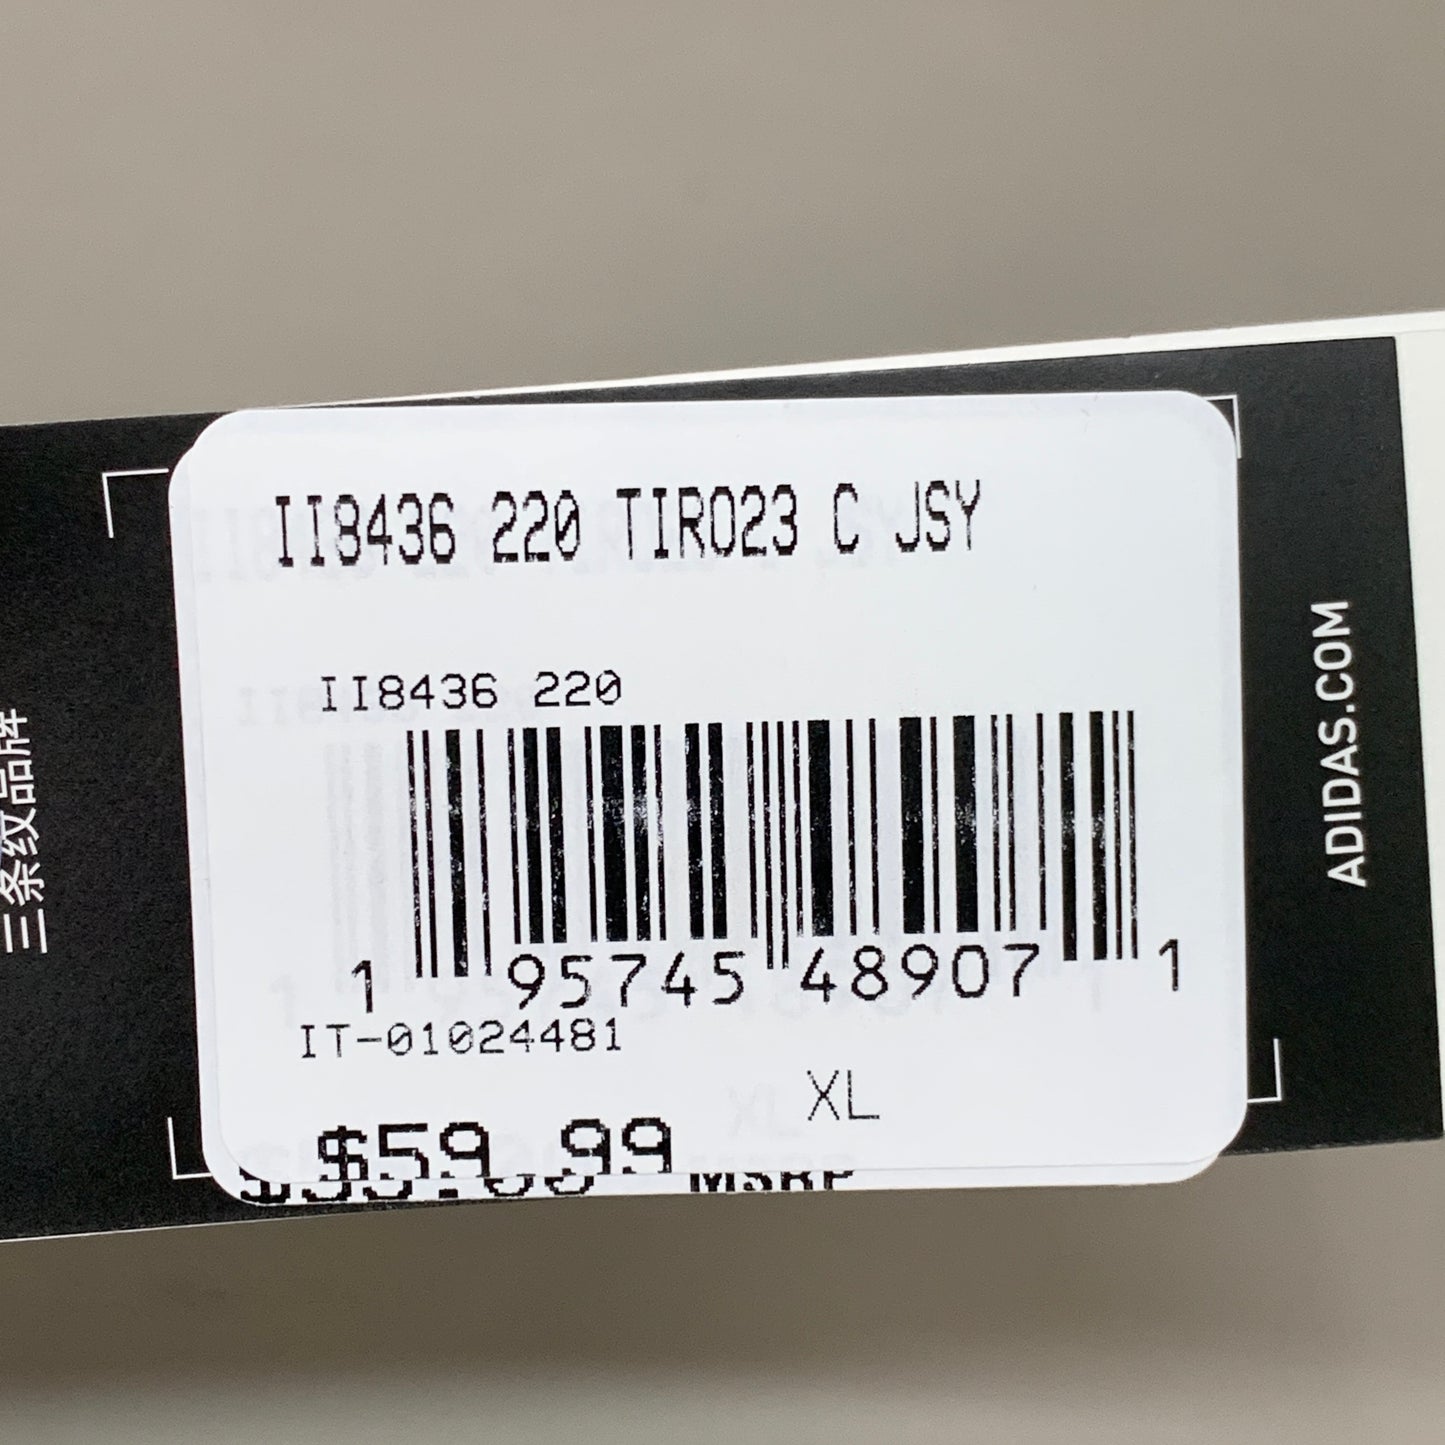 II8436 220 TIRO23 C JSY
II8436 220
1 95745 48907 1
IT-01024481
XL
$59.99
MSRP
ADIDAS.COM
三条纹品牌